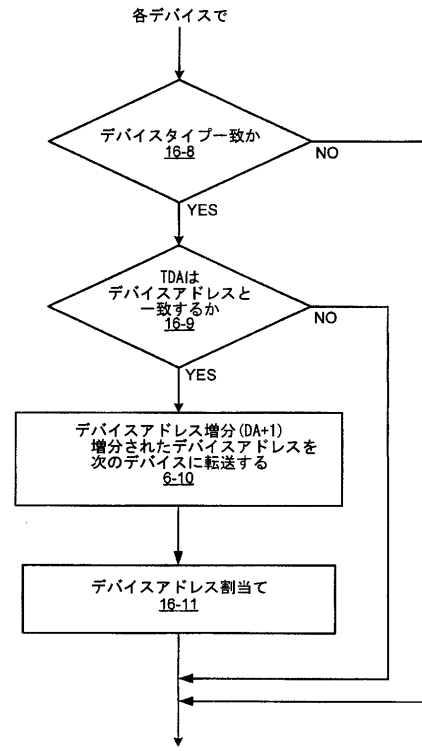 各デバイスで
デバイスタイプ一致か
16-8
NO
YES
TDAは
デバイスアドレスと
一致するか
16-9
NO
YES
デバイスアドレス増分(DA+1)
増分されたデバイスアドレスを
次のデバイスに転送する
6-10
デバイスアドレス割当て
16-11